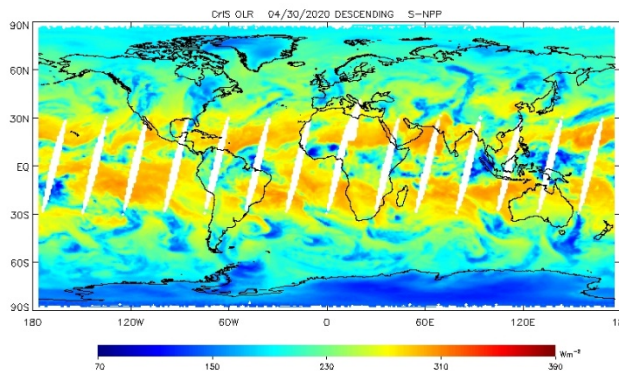 CrIS OLR 04/30/2020 DESCENDING S-NPP
90N
60N
30N
EQ
30S
60S
90S
180 120W 60W 0 60E 120E 18
70 150 230 310 390 Wm⁻²